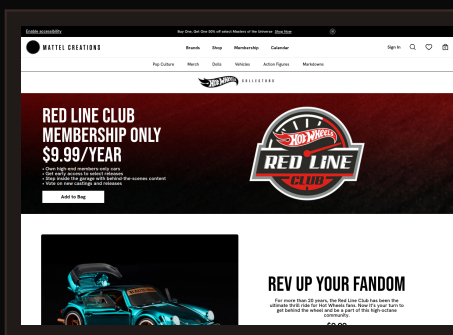 Enable accessibility
Buy One, Get One 50% off select Masters of the Universe Shop Now
MATTEL CREATIONS
Brands Shop Membership Calendar
Sign In
Pop Culture Merch Dolls Vehicles Action Figures Markdowns
Hot Wheels COLLECTORS
RED LINE CLUB
MEMBERSHIP ONLY
$9.99/YEAR
• Own high-end members-only cars
• Get early access to select releases
• Step inside the garage with behind-the-scenes content
• Vote on new castings and releases
Add to Bag
Hot Wheels
RED LINE
CLUB
REV UP YOUR FANDOM
For more than 20 years, the Red Line Club has been the
ultimate thrill ride for Hot Wheels fans. Now it's your turn to
get behind the wheel and be a part of this high-octane
community.
$9.99